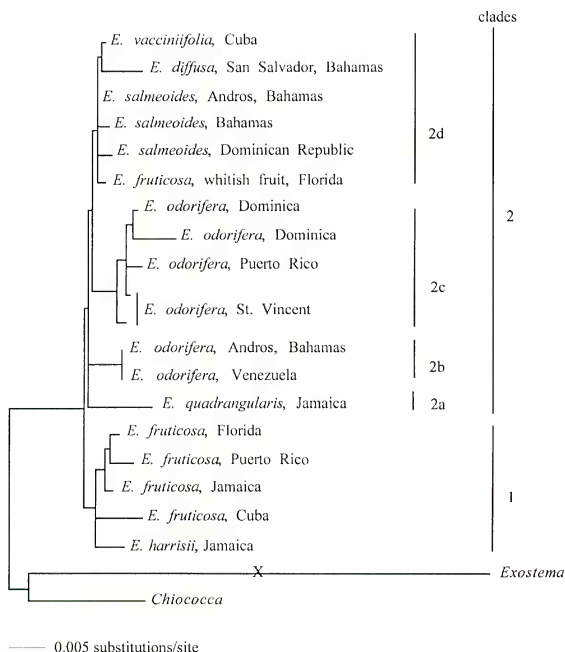 clades
E. vacciniifolia, Cuba
E. diffusa, San Salvador, Bahamas
E. salmeoides, Andros, Bahamas
E. salmeoides, Bahamas
E. salmeoides, Dominican Republic
E. fruticosa, whitish fruit, Florida
2d
E. odorifera, Dominica
E. odorifera, Dominica
E. odorifera, Puerto Rico
E. odorifera, St. Vincent
2c
2
E. odorifera, Andros, Bahamas
E. odorifera, Venezuela
2b
E. quadrangularis, Jamaica
2a
E. fruticosa, Florida
E. fruticosa, Puerto Rico
E. fruticosa, Jamaica
E. fruticosa, Cuba
E. harrisii, Jamaica
1
X
Exostema
Chiococca
0.005 substitutions/site